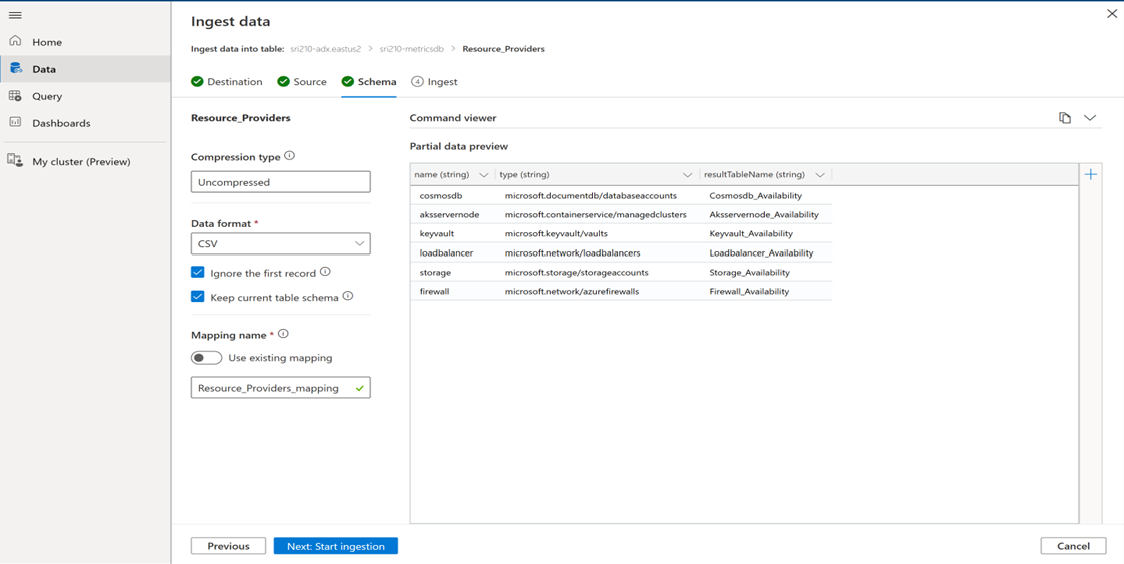 Ingest data
Home
Data
Query
Dashboards
My cluster (Preview)
Ingest data into table: sri210-adx.eastus2 > sri210-metricsdb > Resource_Providers
Destination Source Schema 4 Ingest
Resource_Providers
Compression type
Uncompressed
Data format *
CSV
Ignore the first record
Keep current table schema
Mapping name *
Use existing mapping
Resource_Providers_mapping
Command viewer
Partial data preview
name (string) type (string) resultTableName (string)
cosmosdb microsoft.documentdb/databaseaccounts Cosmosdb_Availability
aksservernode microsoft.containerservice/managedclusters Aksservernode_Availability
keyvault microsoft.keyvault/vaults Keyvault_Availability
loadbalancer microsoft.network/loadbalancers Loadbalancer_Availability
storage microsoft.storage/storageaccounts Storage_Availability
firewall microsoft.network/azurefirewalls Firewall_Availability
Previous Next: Start ingestion Cancel